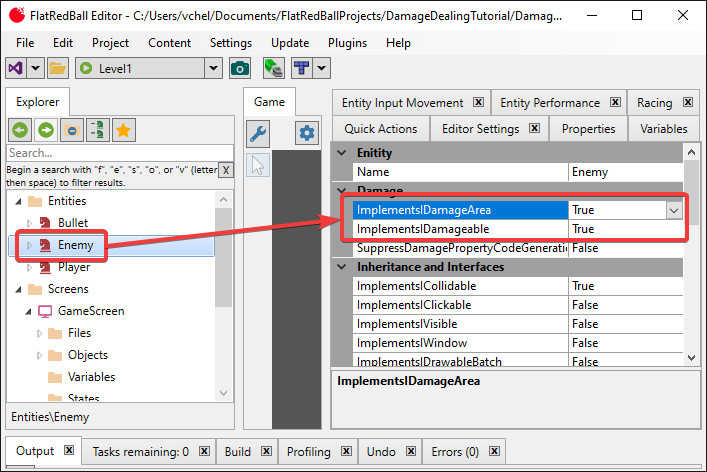 FlatRedBall Editor - C:/Users/vchel/Documents/FlatRedBallProjects/DamageDealingTutorial/Damag...
File Edit Project Content Settings Update Plugins Help
Level1
Explorer
Search...
Begin a search with "f", "e", "s", "o", or "v" (letter
then space) to filter results.
X
Entities
Bullet
Enemy
Player
Screens
GameScreen
Files
Objects
Variables
States
Entities\Enemy
Game
Entity Input Movement Entity Performance Racing
Quick Actions Editor Settings Properties Variables
Enitity
Name Enemy
Damage
ImplementsIDamageArea True
ImplementsIDamageable True
SuppressDamagePropertyCodeGenerati False
Inheritance and Interfaces
ImplementsICollidable True
ImplementsIClickable False
ImplementsIVisible False
ImplementsIWindow False
ImplementsIDrawableBatch False
ImplementsIDamageArea
Output Tasks remaining: 0 Build Profiling Undo Errors (0)